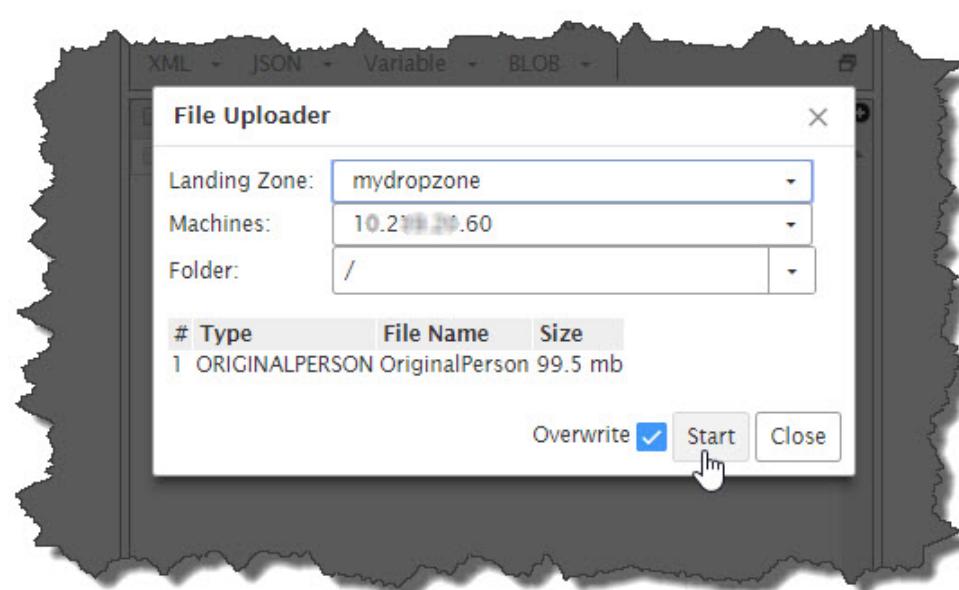 XML JSON Variable BLOB
File Uploader
Landing Zone: mydropzone
Machines: .60
Folder: /
# Type File Name Size
1 ORIGINALPERSON OriginalPerson 99.5 mb
Overwrite Start Close